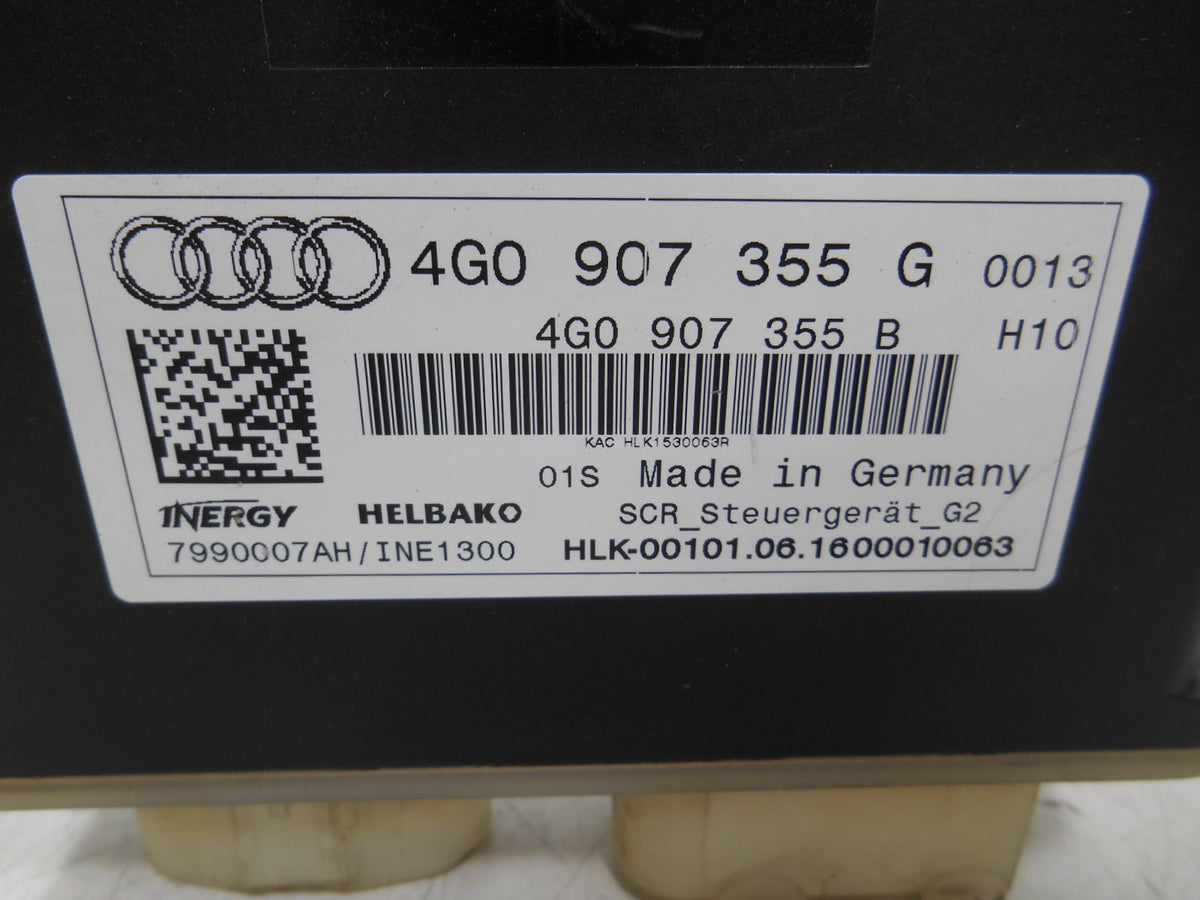 4G0 907 355 G 0013
4G0 907 355 B H10
KAC HLK1530063R
01S Made in Germany
INERGY HELBAKO SCR_Steuergerät_G2
7990007AH/INE1300 HLK-00101.06.1600010063